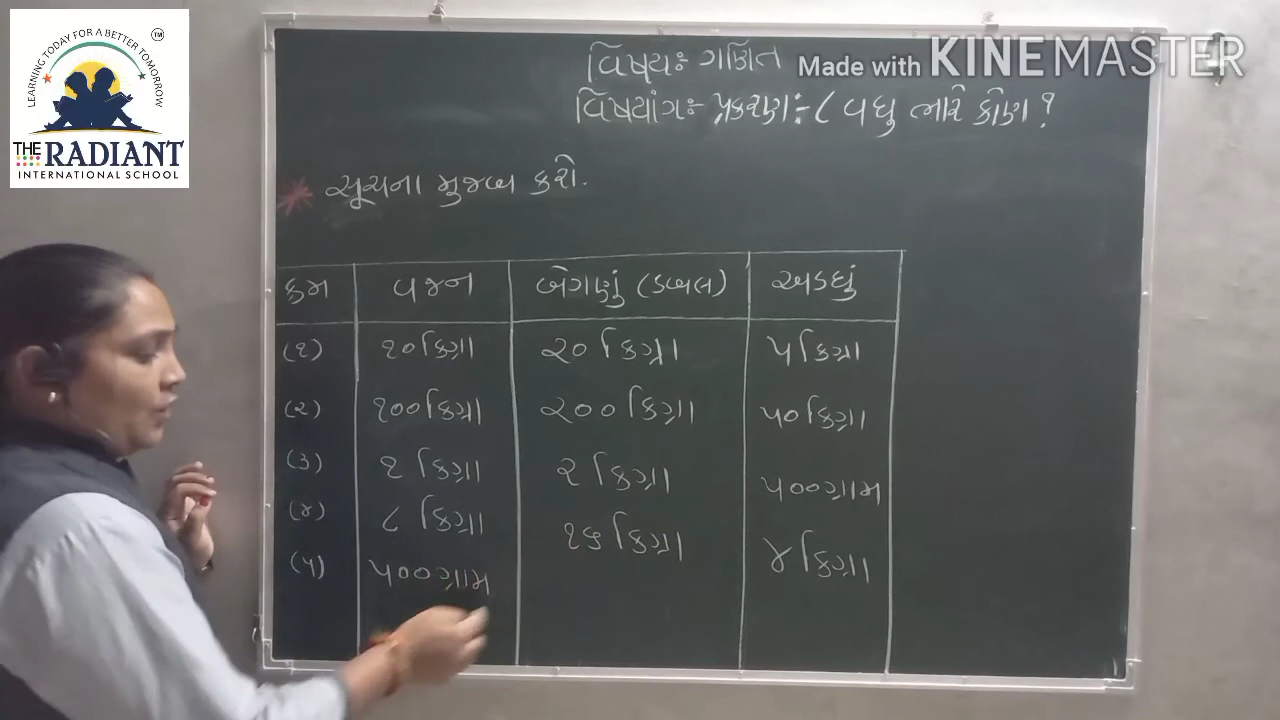 LEARNING TODAY FOR A BETTER TOMORROW
TM
THE RADIANT
INTERNATIONAL SCHOOL
Made with KINEMASTER
વિષય:- ગણિત
વિષયાંગ:- પ્રકરણ:-૮ વધુ ભારે કોણ ?
* સૂચના મુજબ કરો.
ક્રમ વજન બેગણું (ડબલ) અડધું
(૧) ૧૦ કિગ્રા ૨૦ કિગ્રા ૫ કિગ્રા
(૨) ૧૦૦ કિગ્રા ૨૦૦ કિગ્રા ૫૦ કિગ્રા
(૩) ૧ કિગ્રા ૨ કિગ્રા ૫૦૦ ગ્રામ
(૪) ૮ કિગ્રા ૧૬ કિગ્રા ૪ કિગ્રા
(૫) ૫૦૦ ગ્રામ